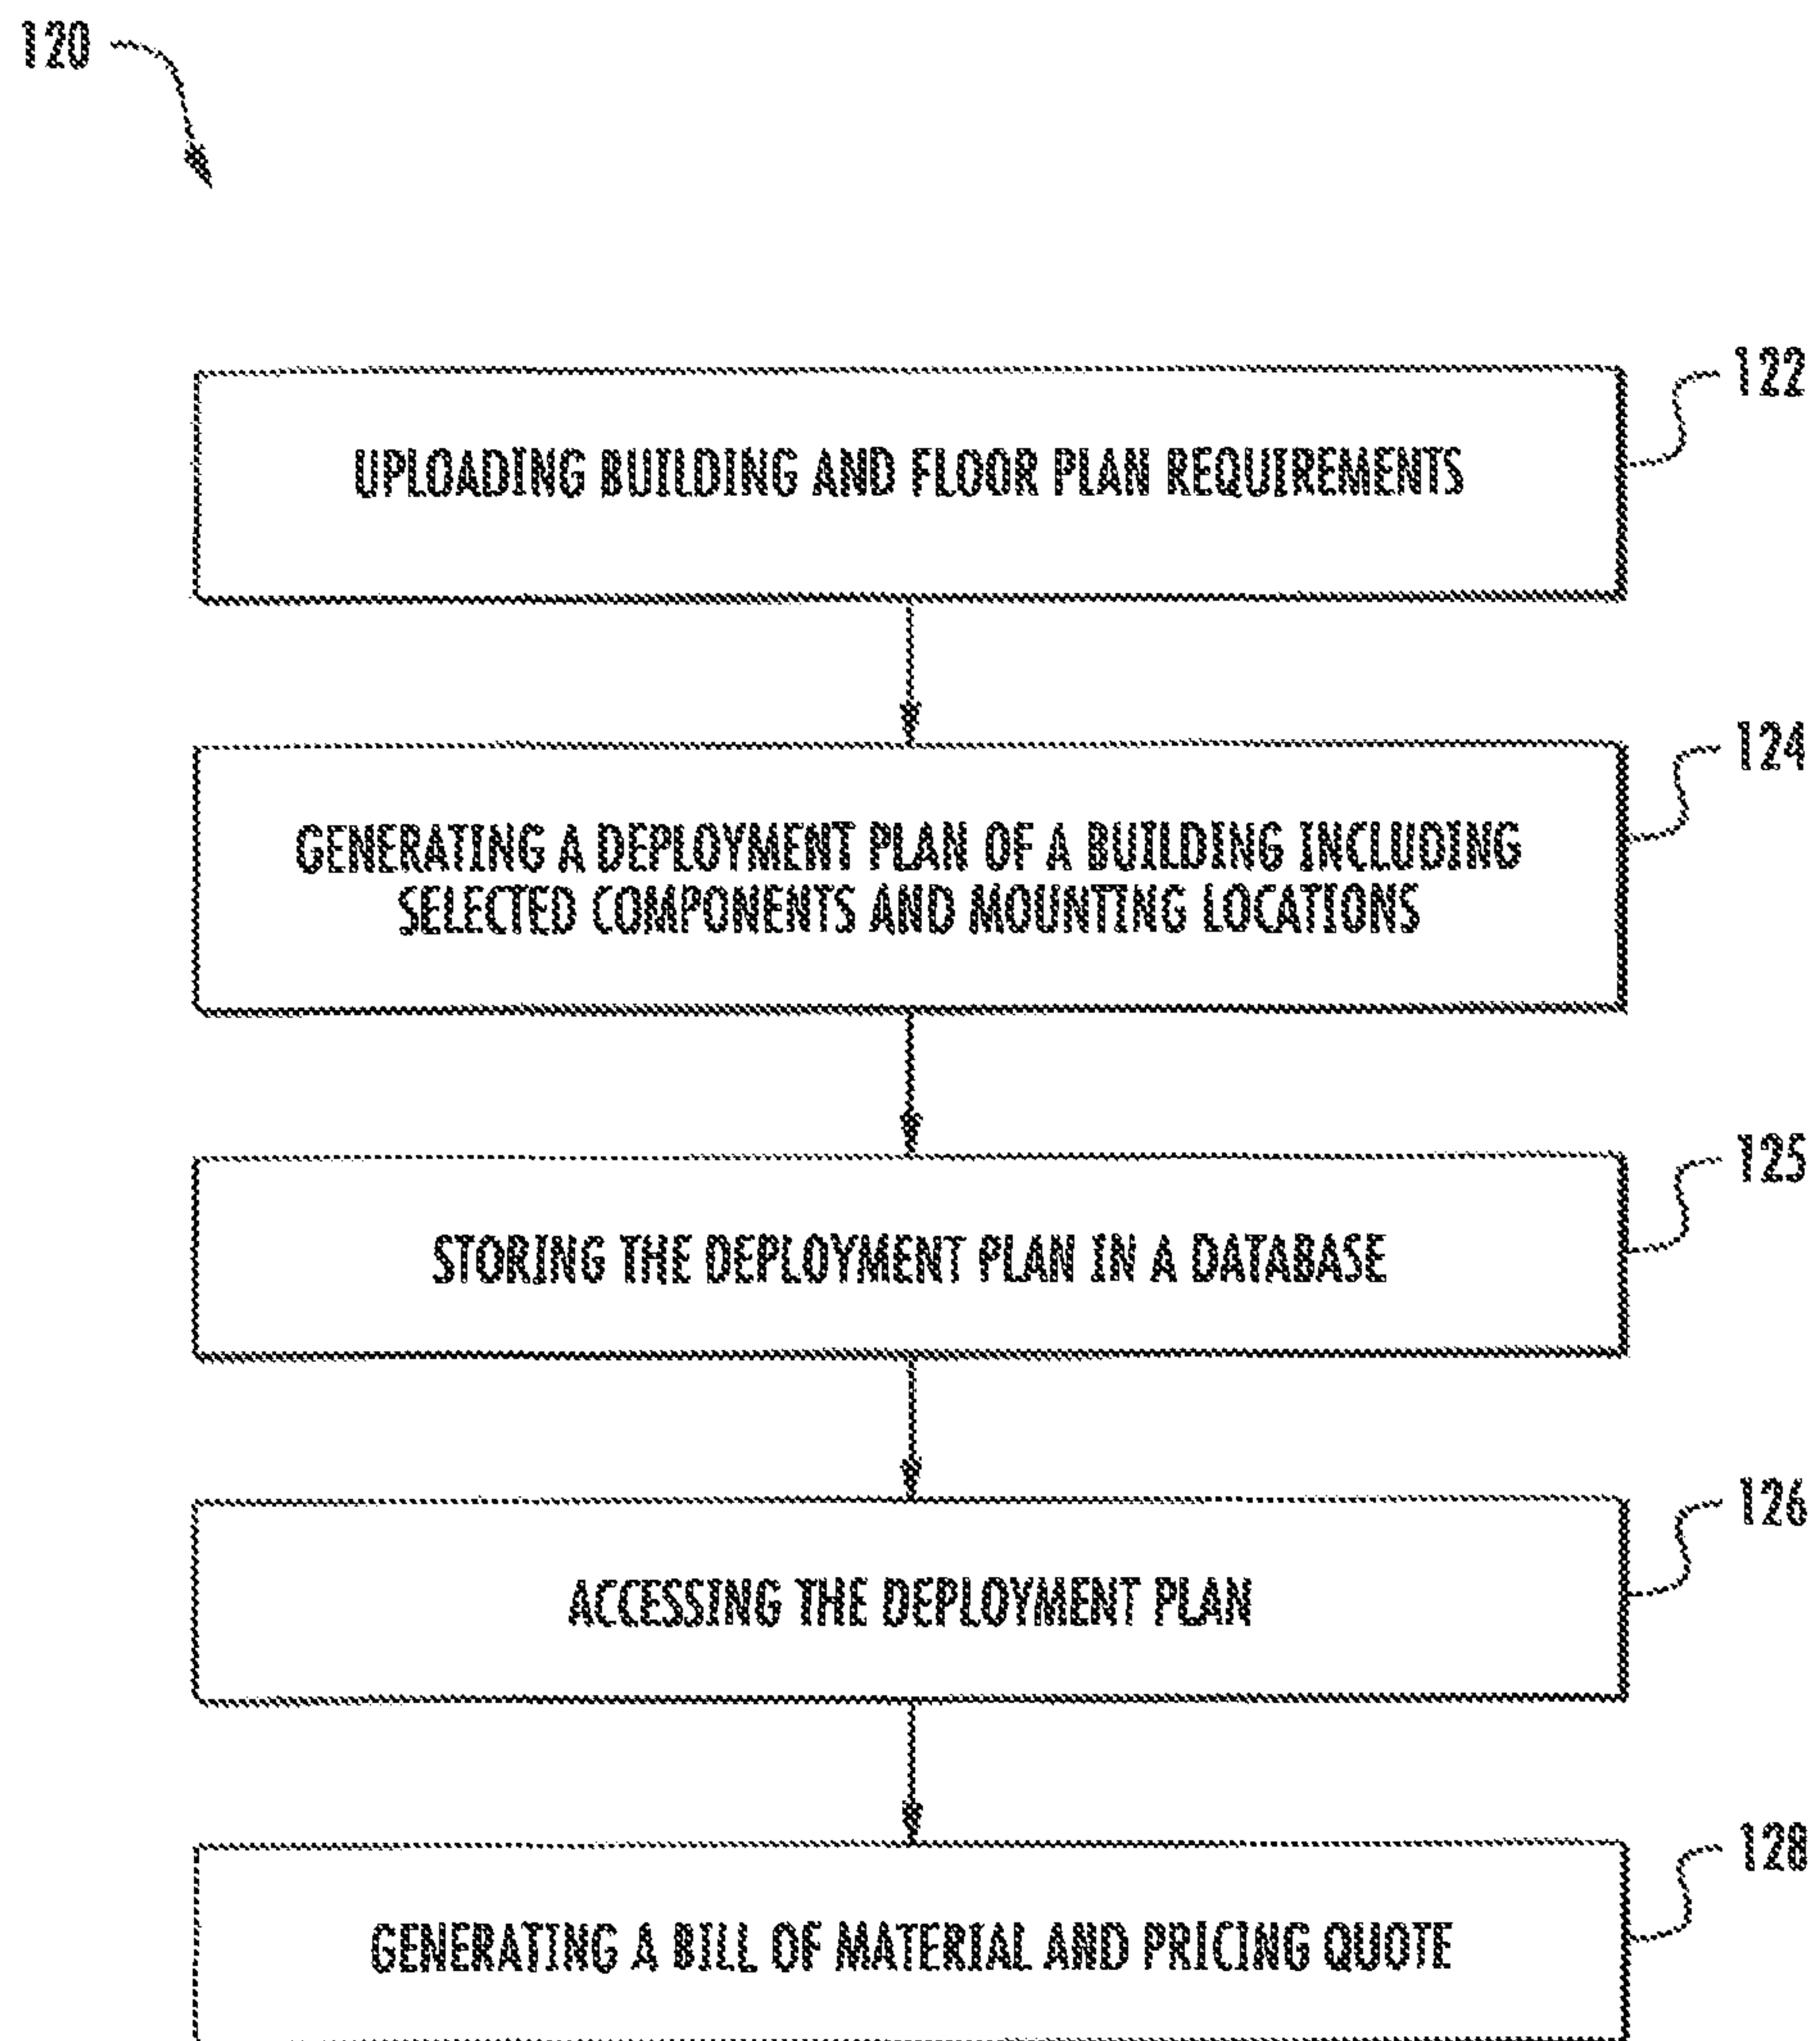 120
122
UPLOADING BUILDING AND FLOOR PLAN REQUIREMENTS
124
GENERATING A DEPLOYMENT PLAN OF A BUILDING INCLUDING
SELECTED COMPONENTS AND MOUNTING LOCATIONS
125
STORING THE DEPLOYMENT PLAN IN A DATABASE
126
ACCESSING THE DEPLOYMENT PLAN
128
GENERATING A BILL OF MATERIAL AND PRICING QUOTE